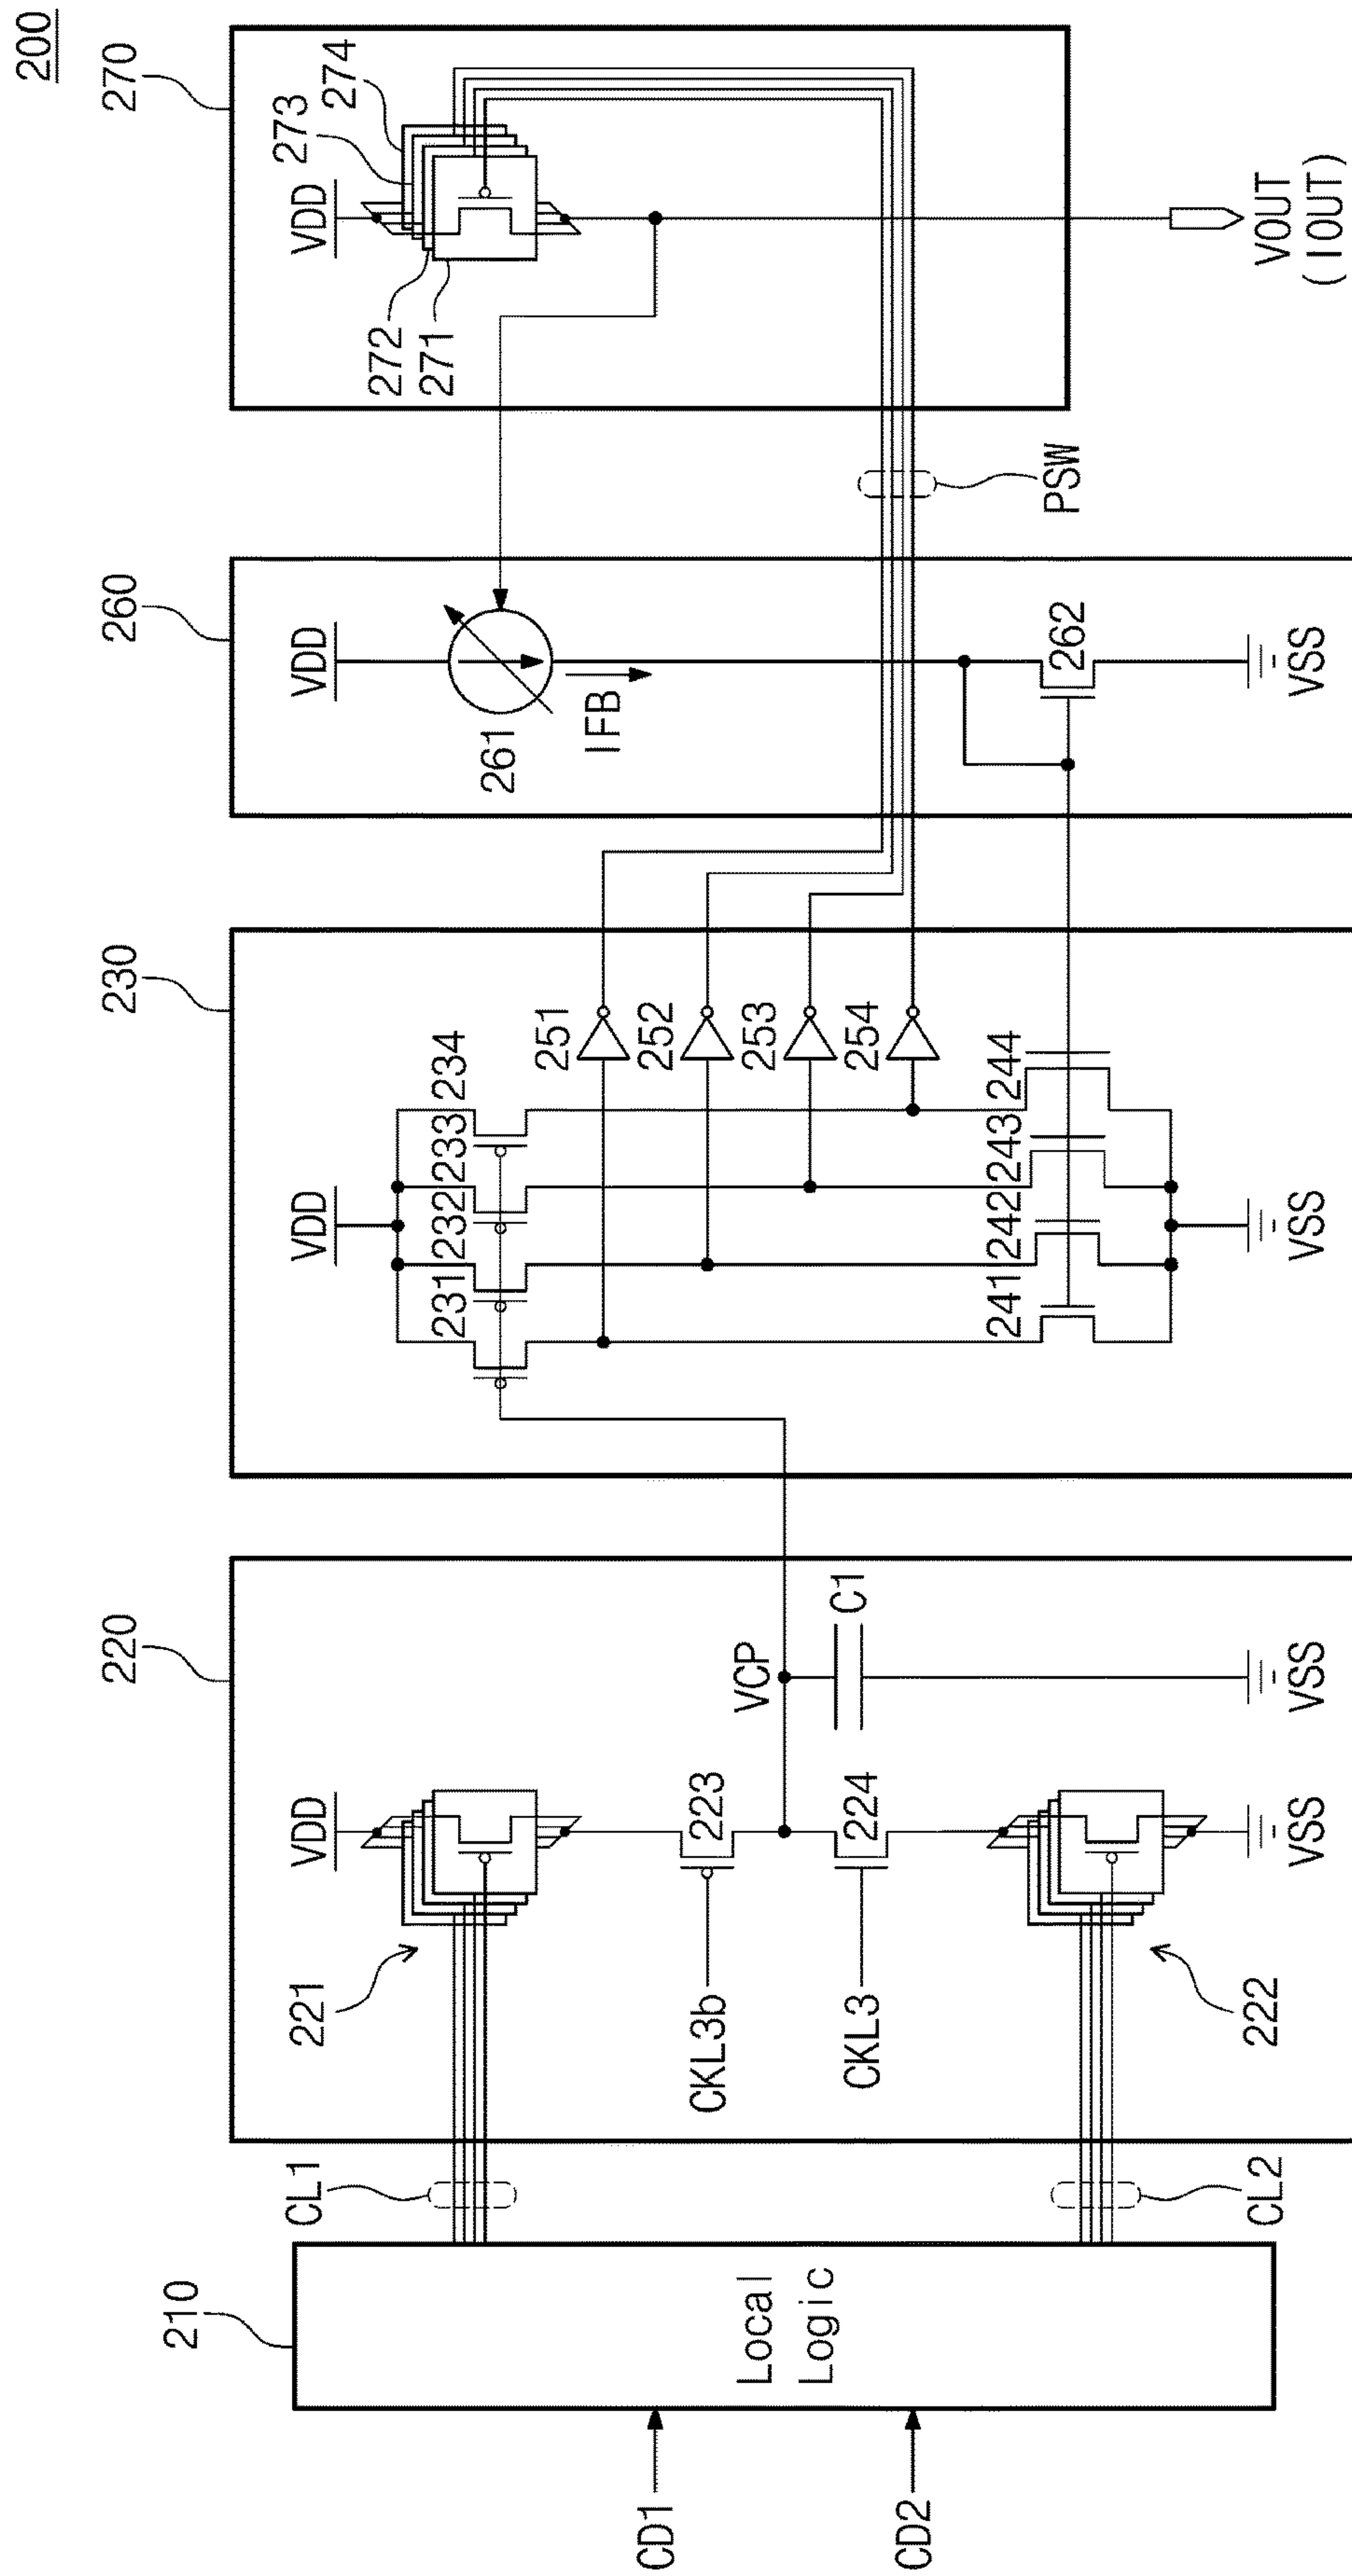 200
210
220
230
260
270
CD1
CD2
Local
Logic
CL1
CL2
221
222
VDD
CKL3b
223
CKL3
224
VCP
C1
VSS
VSS
VDD
231
232
233
234
251
252
253
254
241
242
243
244
VSS
VDD
261
IFB
262
VSS
PSW
VDD
271
272
273
274
VOUT
(IOUT)